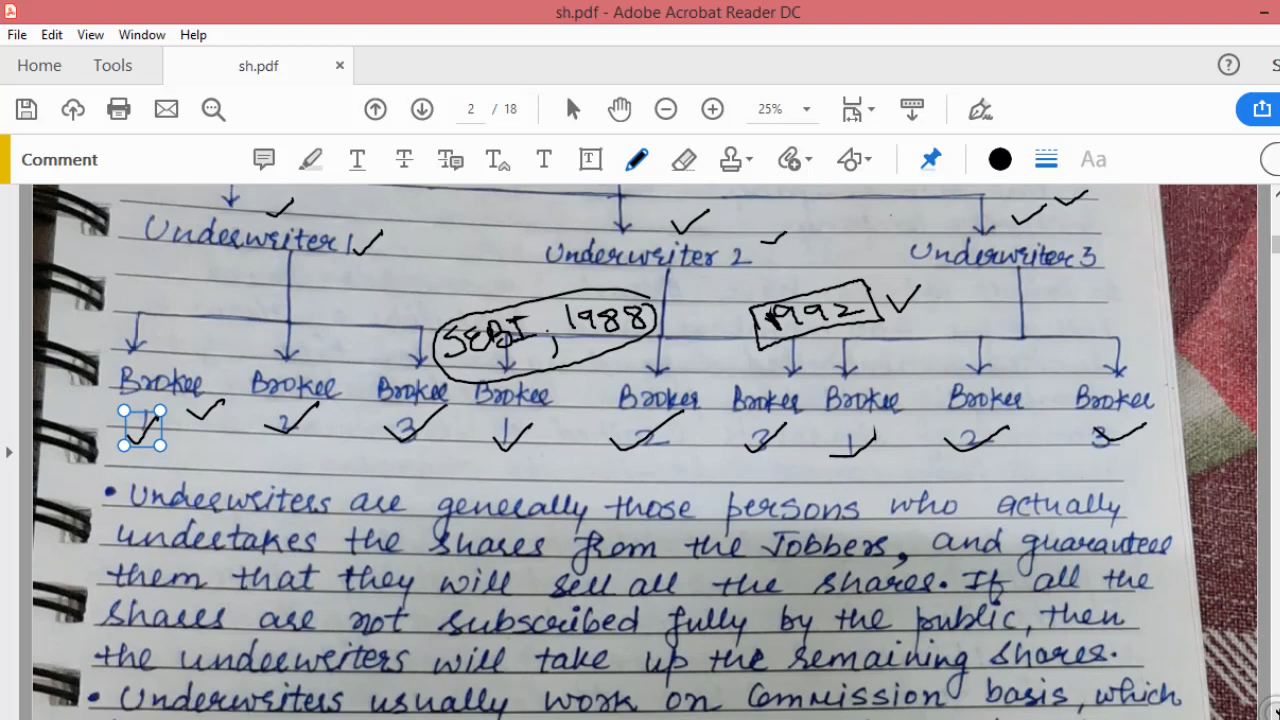 sh.pdf - Adobe Acrobat Reader DC
File Edit View Window Help
Home Tools sh.pdf ×
2 / 18 25%
Comment Aa
Underwriter 1 Underwriter 2 Underwriter 3
SEBI, 1988 1992
Broker Broker Broker Broker Broker Broker Broker Broker Broker
1 2 3 1 2 3 1 2 3
• Underwriters are generally those persons who actually
undertakes the shares from the Jobbers, and guarantees
them that they will sell all the shares. If all the
shares are not subscribed fully by the public, then
the underwriters will take up the remaining shares.
• Underwriters usually work on Commission basis, which